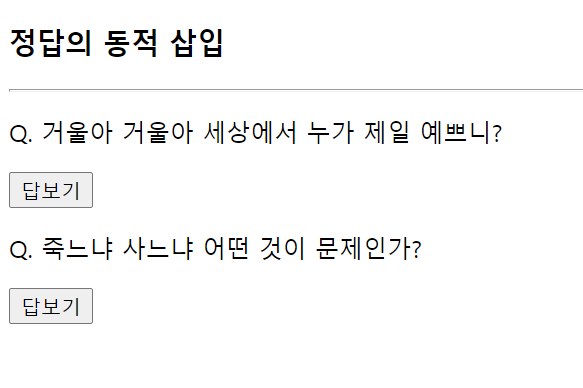 정답의 동적 삽입
Q. 거울아 거울아 세상에서 누가 제일 예쁘니?
답보기
Q. 죽느냐 사느냐 어떤 것이 문제인가?
답보기